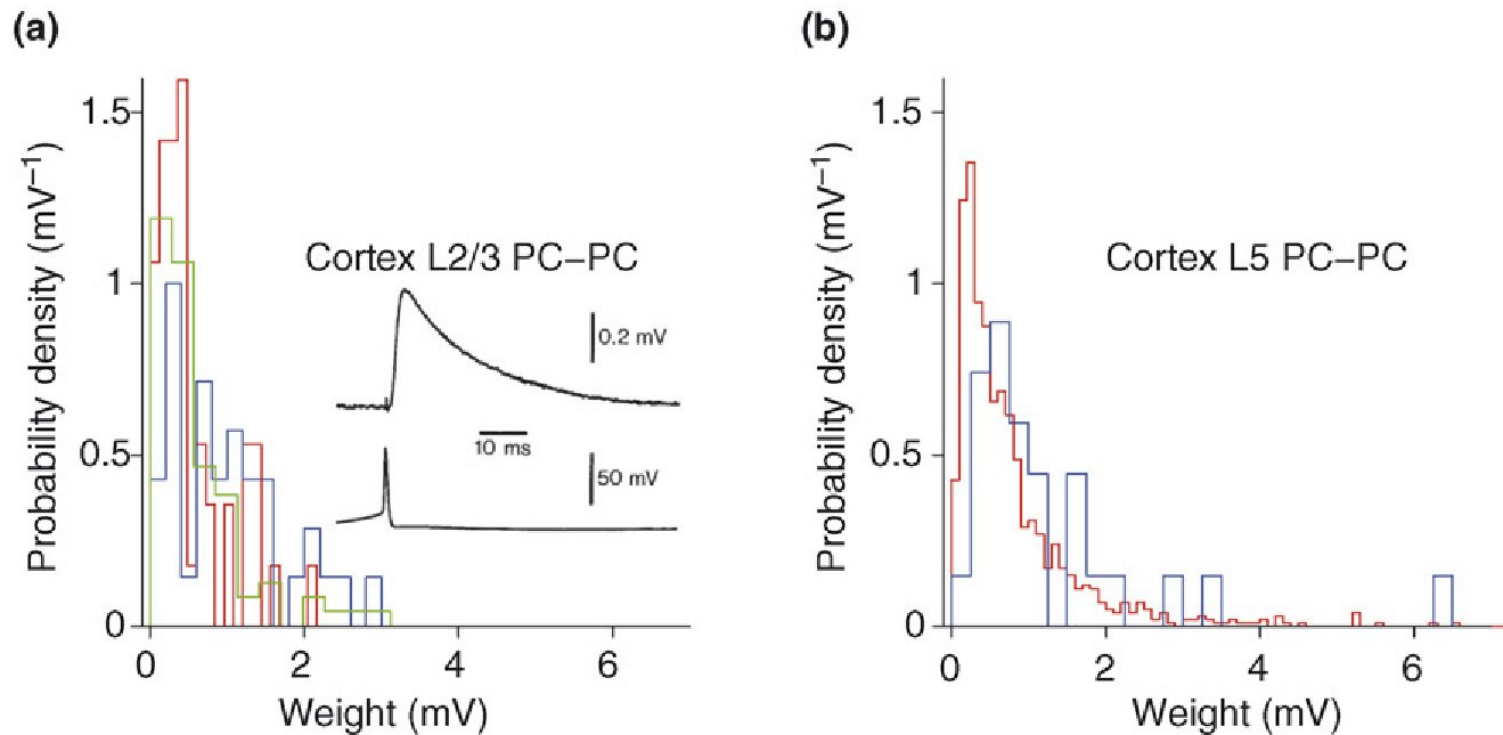 (a)
Probability density (mV⁻¹)
1.5
1
0.5
0
Cortex L2/3 PC–PC
0.2 mV
10 ms
50 mV
0 2 4 6
Weight (mV)
(b)
Probability density (mV⁻¹)
1.5
1
0.5
0
Cortex L5 PC–PC
0 2 4 6
Weight (mV)